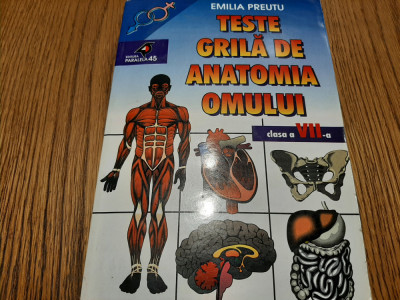 EMILIA PREUTU
TESTE
GRILĂ DE
ANATOMIA
OMULUI
EDITURA
PARALELA 45
clasa a VII-a